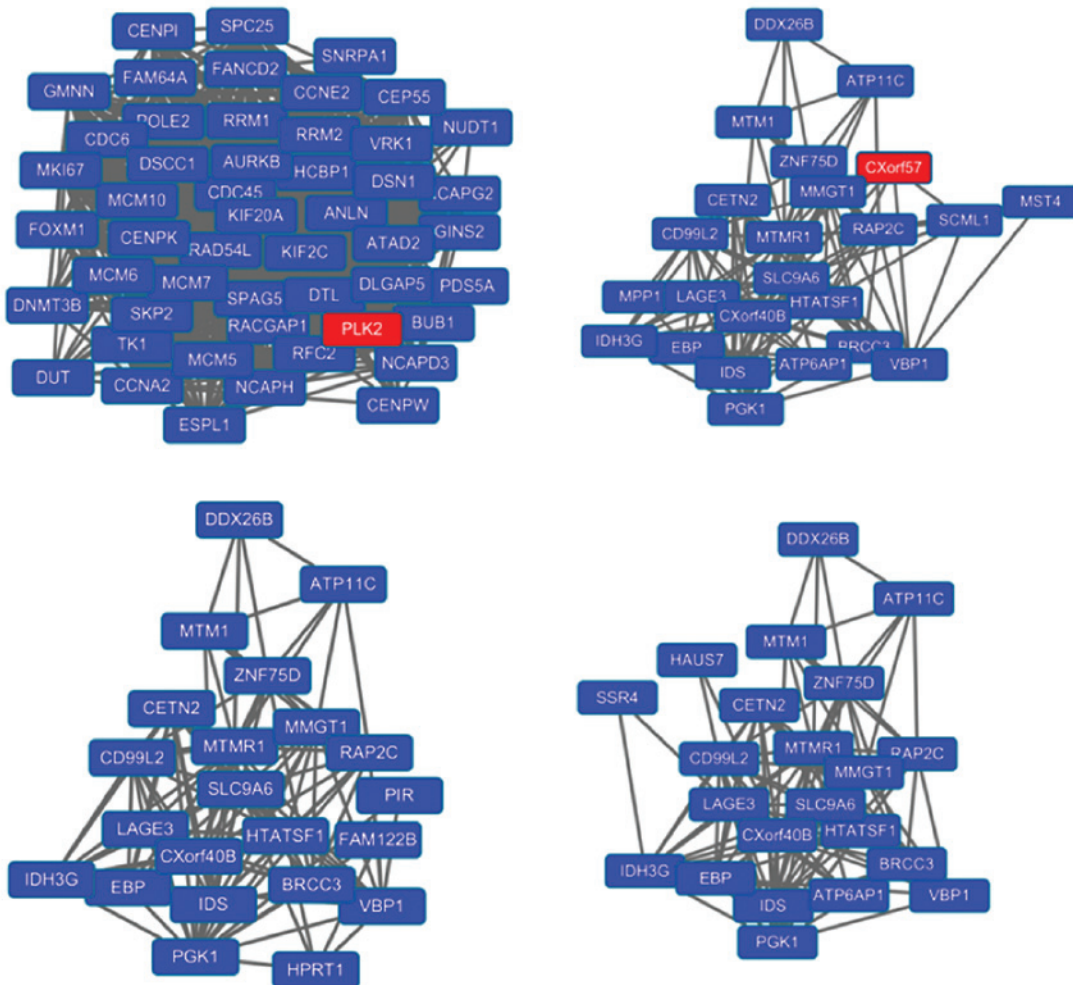 CENPI
SPC25
SNRPA1
FAM64A
FANCD2
GMNN
CCNE2
CEP55
POLE2
RRM1
NUDT1
CDC6
RRM2
VRK1
MKI67
DSCC1
AURKB
HCBP1
DSN1
CDC45
MCM10
KIF20A
ANLN
CAPG2
FOXM1
CENPK
RAD54L
KIF2C
ATAD2
GINS2
MCM6
MCM7
DLGAP5
PDS5A
DNMT3B
SPAG5
DTL
SKP2
RACGAP1
PLK2
BUB1
TK1
MCM5
RFC2
NCAPD3
DUT
CCNA2
NCAPH
CENPW
ESPL1
DDX26B
ATP11C
MTM1
ZNF75D
CXorf57
CETN2
MMGT1
MST4
CD99L2
MTMR1
RAP2C
SCML1
SLC9A6
MPP1
LAGE3
HTATSF1
CXorf40B
IDH3G
EBP
BRCC3
IDS
ATP6AP1
VBP1
PGK1
DDX26B
ATP11C
MTM1
ZNF75D
CETN2
MMGT1
CD99L2
MTMR1
RAP2C
SLC9A6
PIR
LAGE3
HTATSF1
FAM122B
CXorf40B
IDH3G
EBP
BRCC3
IDS
VBP1
PGK1
HPRT1
DDX26B
ATP11C
MTM1
HAUS7
ZNF75D
SSR4
CETN2
CD99L2
MTMR1
RAP2C
MMGT1
LAGE3
SLC9A6
CXorf40B
HTATSF1
IDH3G
EBP
BRCC3
IDS
ATP6AP1
VBP1
PGK1